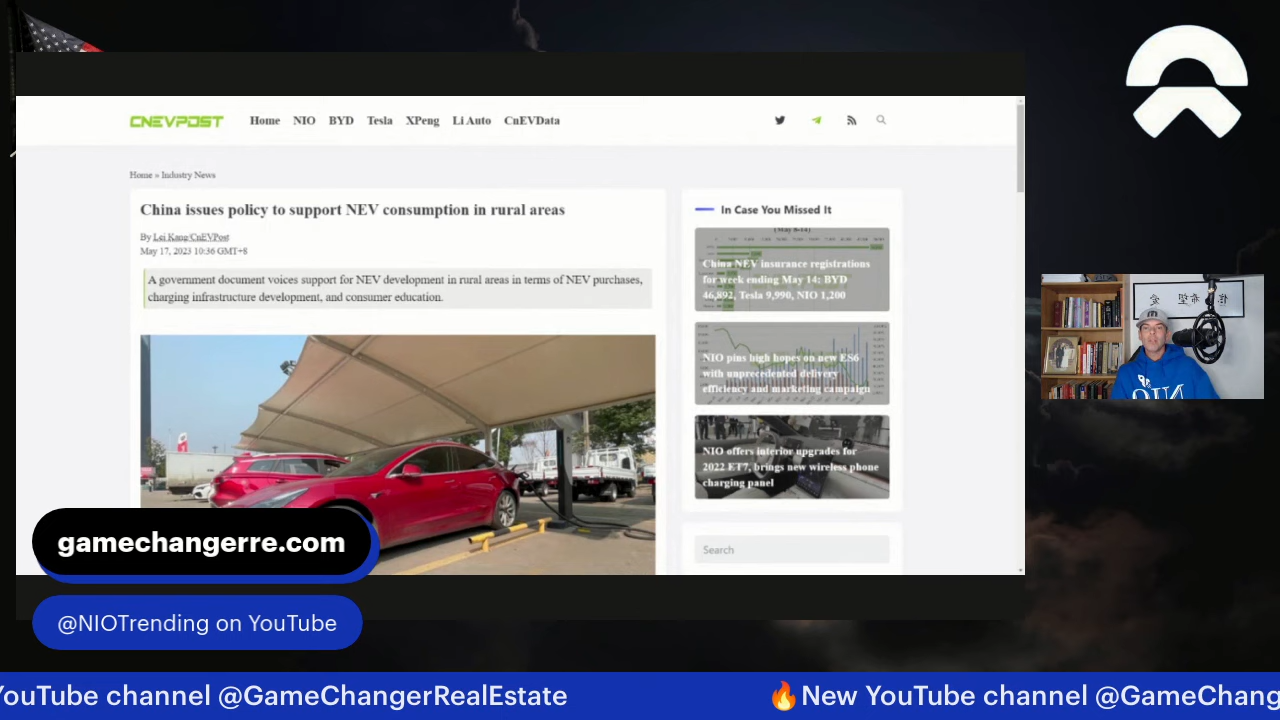 CNEVPOST
Home NIO BYD Tesla XPeng Li Auto CnEVData
Home » Industry News
China issues policy to support NEV consumption in rural areas
By Lei Kang/CnEVPost
May 17, 2023 10:36 GMT+8
A government document voices support for NEV development in rural areas in terms of NEV purchases,
charging infrastructure development, and consumer education.
In Case You Missed It
(May 8-14)
China NEV insurance registrations
for week ending May 14: BYD
46,892, Tesla 9,990, NIO 1,200
NIO pins high hopes on new ES6
with unprecedented delivery
efficiency and marketing campaign
NIO offers interior upgrades for
2022 ET7, brings new wireless phone
charging panel
Search
gamechangerre.com
@NIOTrending on YouTube
YouTube channel @GameChangerRealEstate
🔥New YouTube channel @GameChang